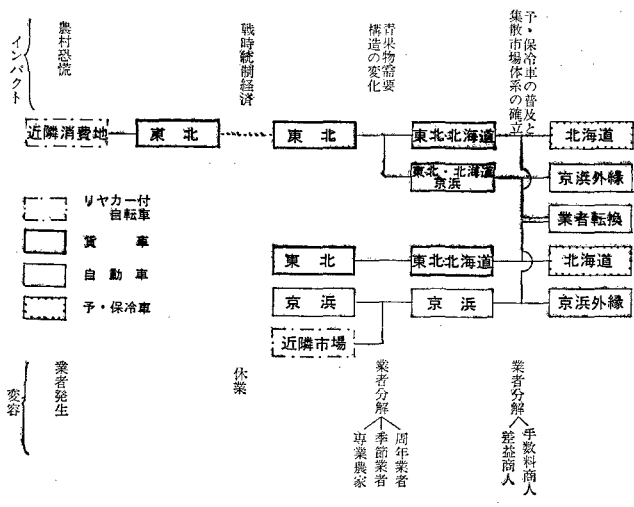 インパクト
農村恐慌
戦時統制経済
青果物需要
構造の変化
予・保冷車の普及と
集散市場体系の確立
近隣消費地
東北
東北
東北・北海道
北海道
東北・北海道
京浜
京浜外縁
業者転換
東北
東北・北海道
北海道
京浜
京浜
京浜外縁
近隣市場
リヤカー付
自転車
貨車
自動車
予・保冷車
変容
業者発生
休業
業者分解
周年業者
季節業者
専業農家
業者分解
手数料商人
差益商人